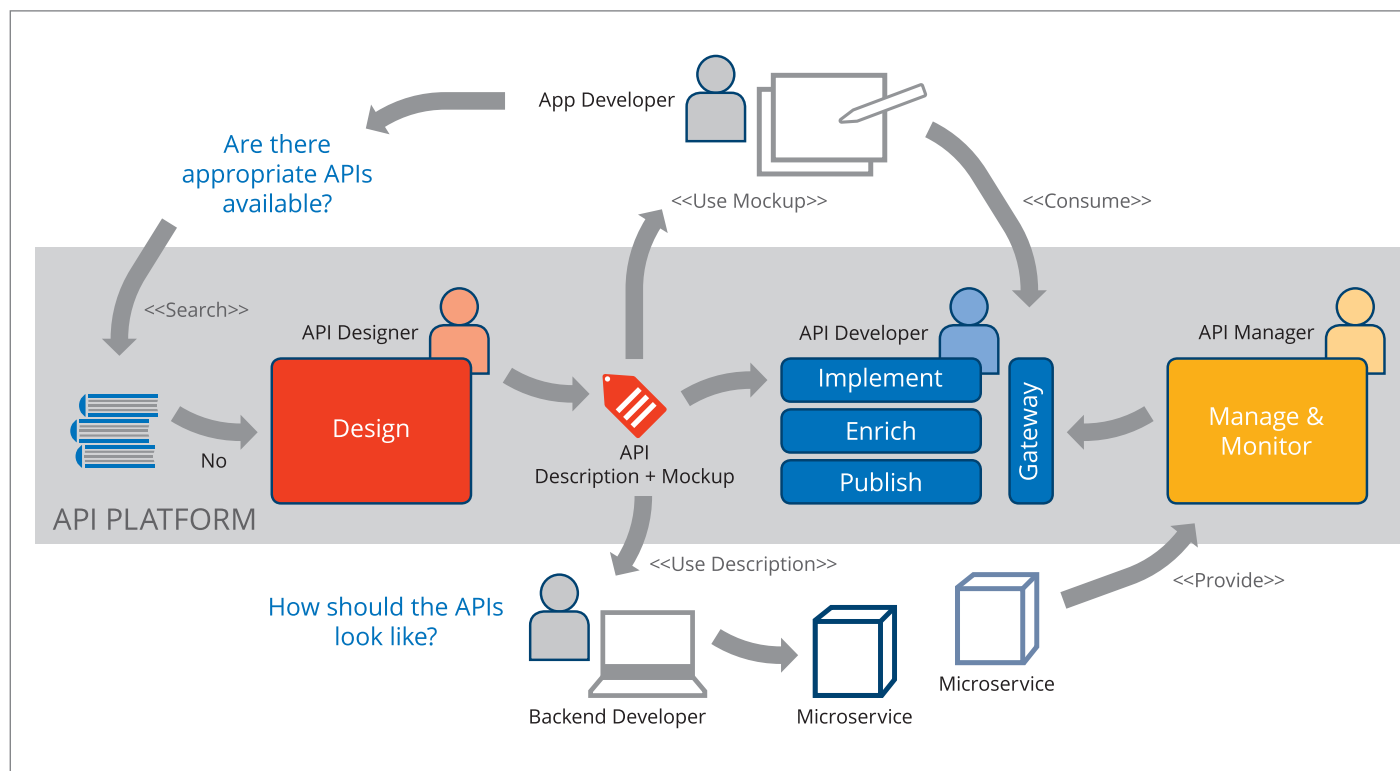 App Developer
Are there
appropriate APIs
available?
<<Use Mockup>>
<<Consume>>
<<Search>>
API Designer
API Developer
API Manager
Implement
Design
Enrich
Gateway
Manage &
Monitor
No
API
Description + Mockup
Publish
API PLATFORM
<<Use Description>>
<<Provide>>
How should the APIs
look like?
Microservice
Backend Developer
Microservice